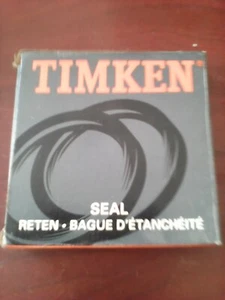 TIMKEN®
SEAL
RETEN • BAGUE D'ÉTANCHÉITÉ